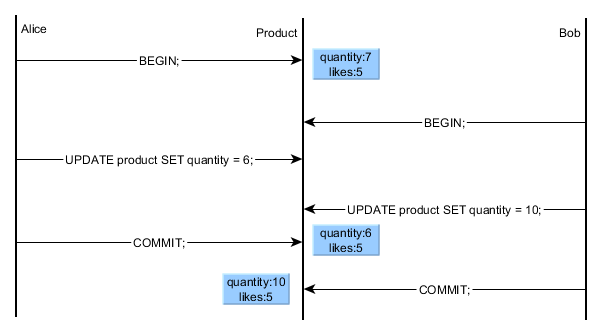 Alice
Product
Bob
BEGIN;
quantity:7
likes:5
BEGIN;
UPDATE product SET quantity = 6;
UPDATE product SET quantity = 10;
COMMIT;
quantity:6
likes:5
quantity:10
likes:5
COMMIT;